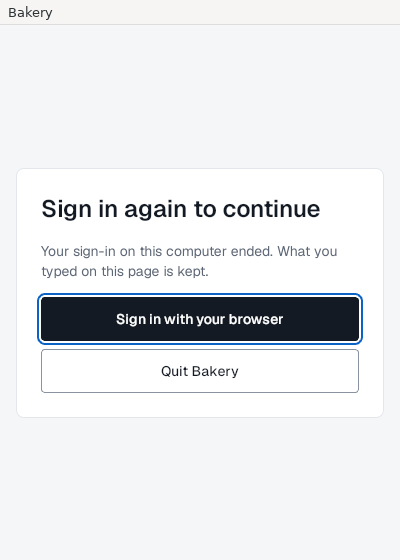 Bakery
Sign in again to continue
Your sign-in on this computer ended. What you
typed on this page is kept.
Sign in with your browser
Quit Bakery